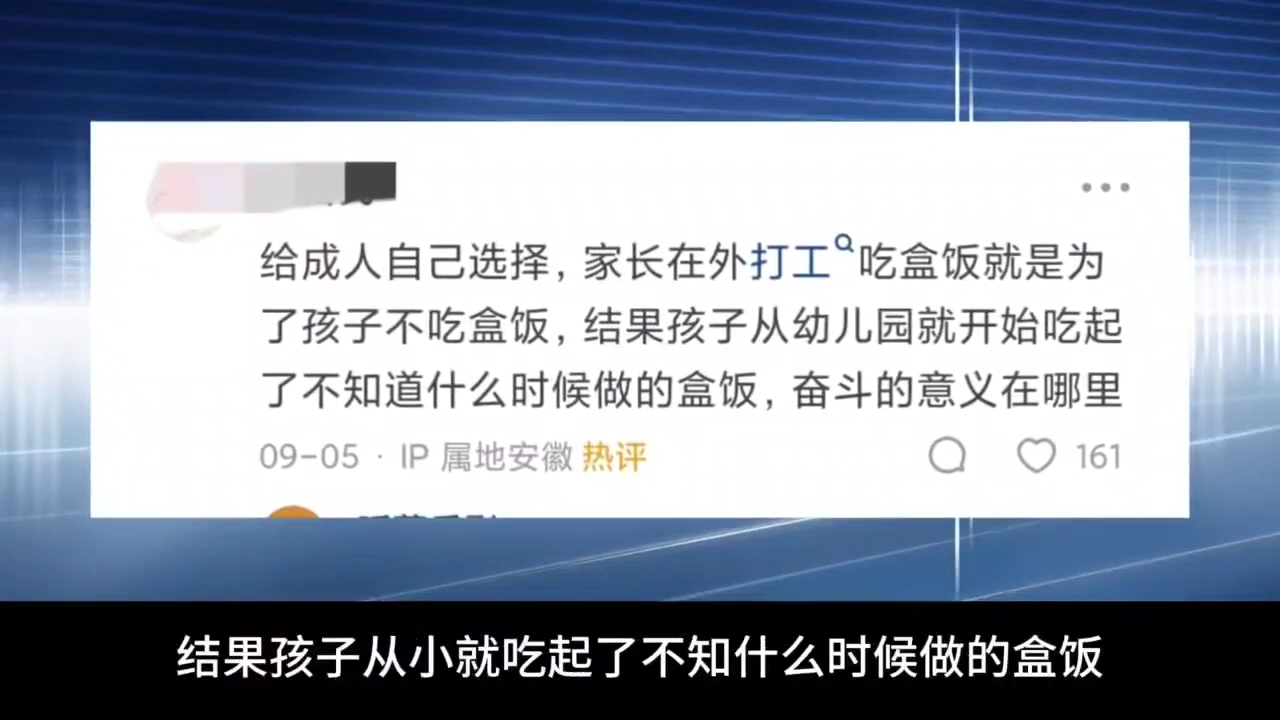 给成人自己选择，家长在外打工吃盒饭就是为
了孩子不吃盒饭，结果孩子从幼儿园就开始吃起
了不知道什么时候做的盒饭，奋斗的意义在哪里
09-05 · IP 属地安徽 热评
161
结果孩子从小就吃起了不知什么时候做的盒饭